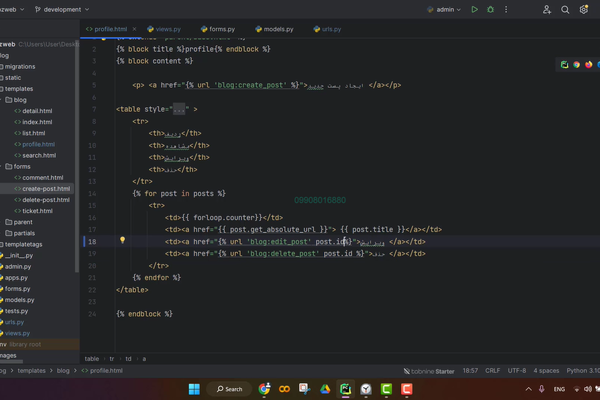 zweb
development
admin
profile.html
views.py
forms.py
models.py
urls.py
zweb C:\Users\User\Desk
log
migrations
static
templates
blog
detail.html
index.html
list.html
profile.html
search.html
forms
comment.html
create-post.html
delete-post.html
ticket.html
parent
partials
templatetags
__init__.py
admin.py
apps.py
forms.py
models.py
tests.py
urls.py
views.py
library root
mages
2 {% block title %}profile{% endblock %}
3 {% block content %}
4
5 <p> <a href="{% url 'blog:create_post' %}">ایجاد پست جدید </a></p>
6
7 <table style="..." >
8 <tr>
9 <th>ردیف</th>
10 <th>مشاهده</th>
11 <th>ویرایش</th>
12 <th>حذف</th>
13 </tr>
14 {% for post in posts %}
15 <tr>
16 <td>{{ forloop.counter}}</td>
17 <td><a href="{{ post.get_absolute_url }}"> {{ post.title }}</a></td>
18 <td><a href="{% url 'blog:edit_post' post.id%}">ویرایش </a></td>
19 <td><a href="{% url 'blog:delete_post' post.id %}">حذف </a></td>
20 </tr>
21 {% endfor %}
22 </table>
23
24 {% endblock %}
09908016880
table tr td a
log templates blog profile.html
tabnine Starter 18:57 CRLF UTF-8 4 spaces Python 3.10
Search
ENG